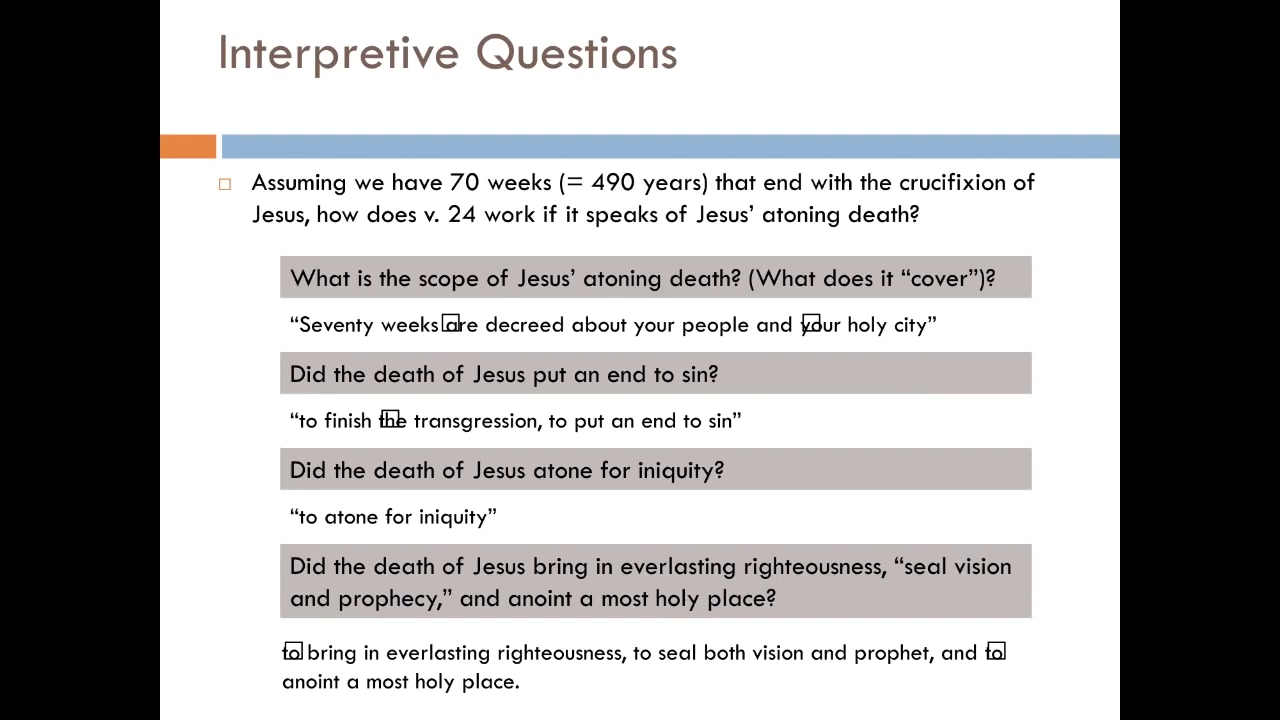 Interpretive Questions
Assuming we have 70 weeks (= 490 years) that end with the crucifixion of
Jesus, how does v. 24 work if it speaks of Jesus’ atoning death?
What is the scope of Jesus’ atoning death? (What does it “cover”)?
“Seventy weeks are decreed about your people and your holy city”
Did the death of Jesus put an end to sin?
“to finish the transgression, to put an end to sin”
Did the death of Jesus atone for iniquity?
“to atone for iniquity”
Did the death of Jesus bring in everlasting righteousness, “seal vision
and prophecy,” and anoint a most holy place?
to bring in everlasting righteousness, to seal both vision and prophet, and to
anoint a most holy place.